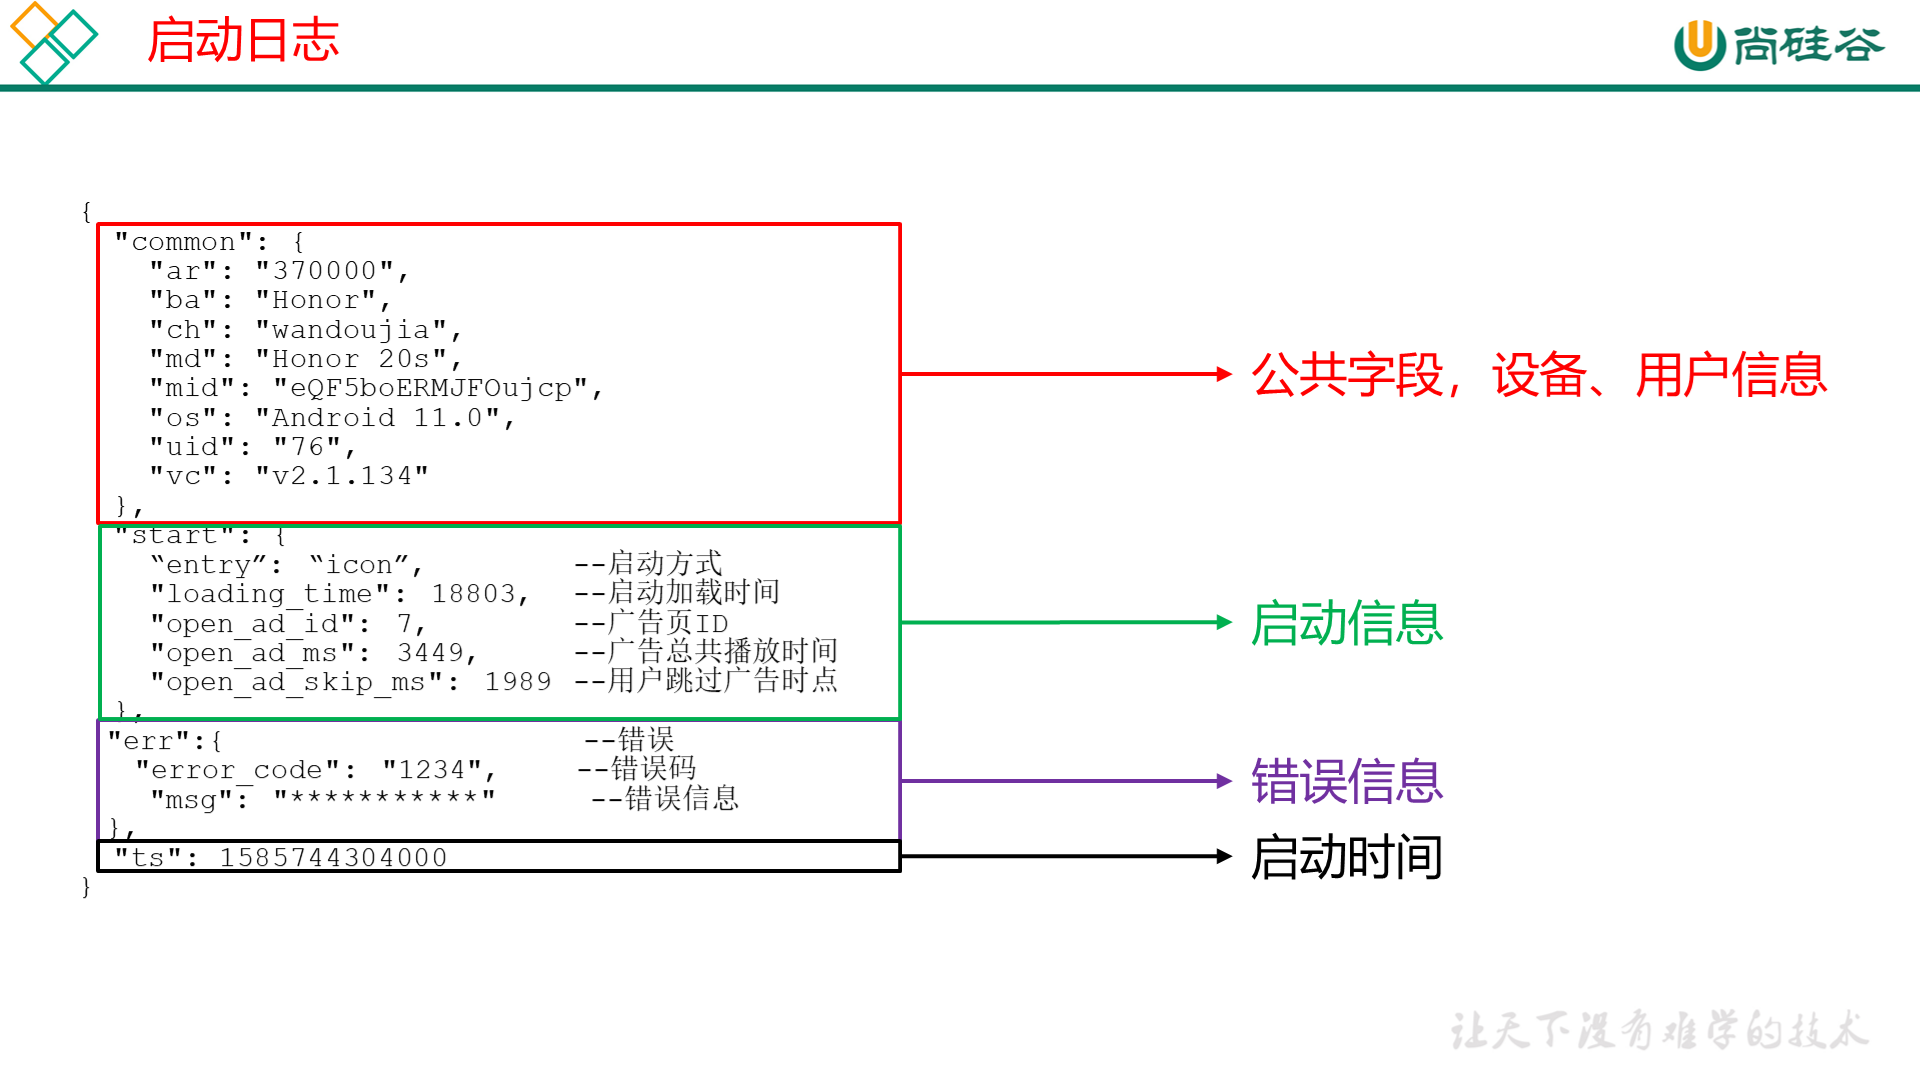 启动日志
尚硅谷
{
"common": {
"ar": "370000",
"ba": "Honor",
"ch": "wandoujia",
"md": "Honor 20s",
"mid": "eQF5boERMJFOujcp",
"os": "Android 11.0",
"uid": "76",
"vc": "v2.1.134"
},
公共字段，设备、用户信息
"start": {
“entry”: “icon”, --启动方式
"loading_time": 18803, --启动加载时间
"open_ad_id": 7, --广告页ID
"open_ad_ms": 3449, --广告总共播放时间
"open_ad_skip_ms": 1989 --用户跳过广告时点
},
启动信息
"err":{ --错误
"error_code": "1234", --错误码
"msg": "***********" --错误信息
},
错误信息
"ts": 1585744304000
启动时间
}
让天下没有难学的技术